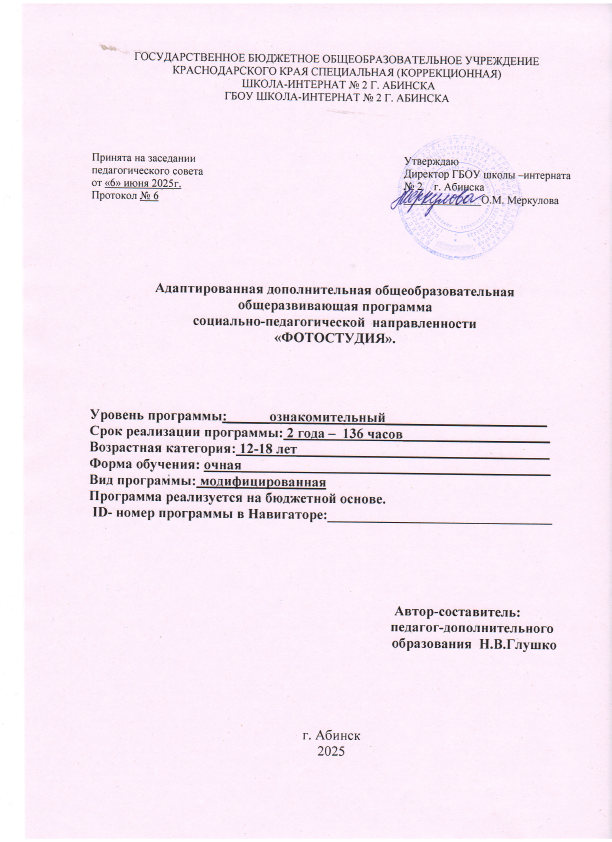 ГОСУДАРСТВЕННОЕ БЮДЖЕТНОЕ ОБЩЕОБРАЗОВАТЕЛЬНОЕ УЧРЕЖДЕНИЕ
КРАСНОДАРСКОГО КРАЯ СПЕЦИАЛЬНАЯ (КОРРЕКЦИОННАЯ)
ШКОЛА-ИНТЕРНАТ № 2 Г. АБИНСКА
ГБОУ ШКОЛА-ИНТЕРНАТ № 2 Г. АБИНСКА
Принята на заседании
педагогического совета
от «6» июня 2025г.
Протокол № 6
Утверждаю
Директор ГБОУ школы –интерната
№ 2 г. Абинска
Меркулова О.М. Меркулова
Адаптированная дополнительная общеобразовательная
общеразвивающая программа
социально-педагогической направленности
«ФОТОСТУДИЯ».
Уровень программы: ознакомительный
Срок реализации программы: 2 года – 136 часов
Возрастная категория: 12-18 лет
Форма обучения: очная
Вид программы: модифицированная
Программа реализуется на бюджетной основе.
ID- номер программы в Навигаторе:
Автор-составитель:
педагог-дополнительного
образования Н.В.Глушко
г. Абинск
2025